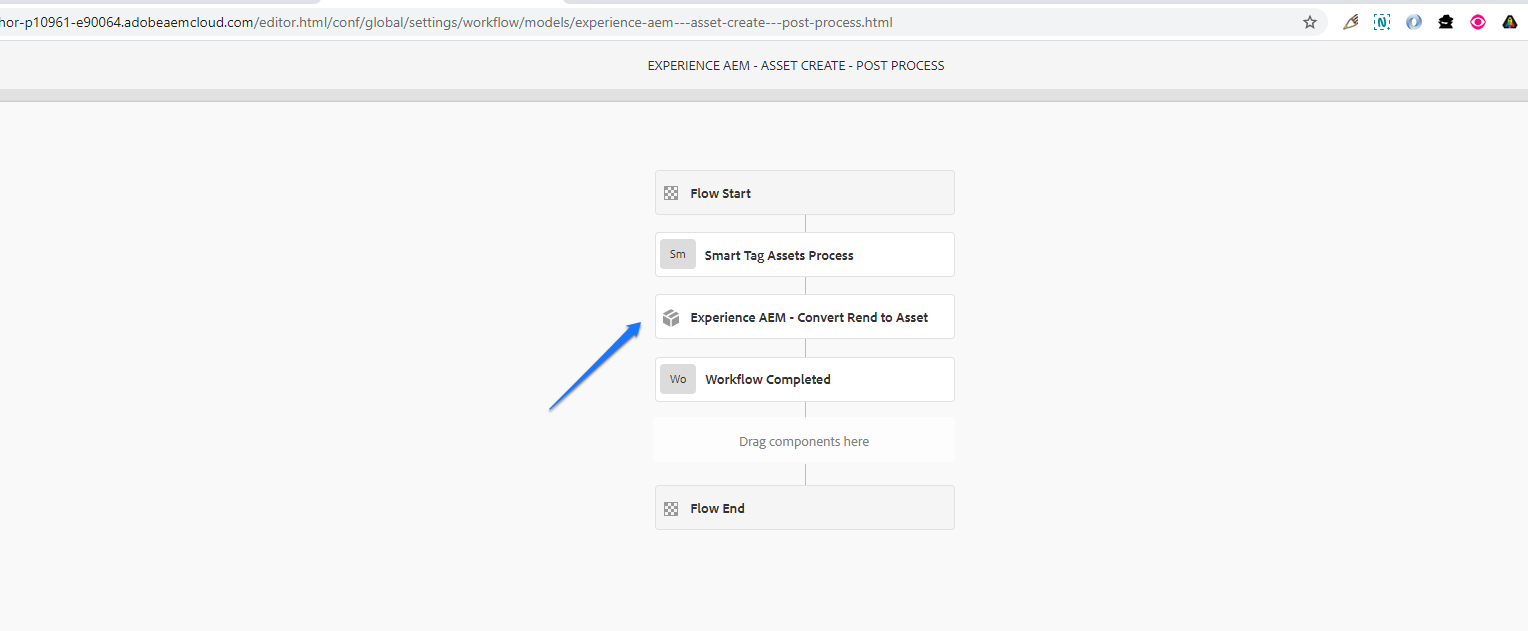 hor-p10961-e90064.adobeaemcloud.com/editor.html/conf/global/settings/workflow/models/experience-aem---asset-create---post-process.html
EXPERIENCE AEM - ASSET CREATE - POST PROCESS
Flow Start
Sm Smart Tag Assets Process
Experience AEM - Convert Rend to Asset
Wo Workflow Completed
Drag components here
Flow End